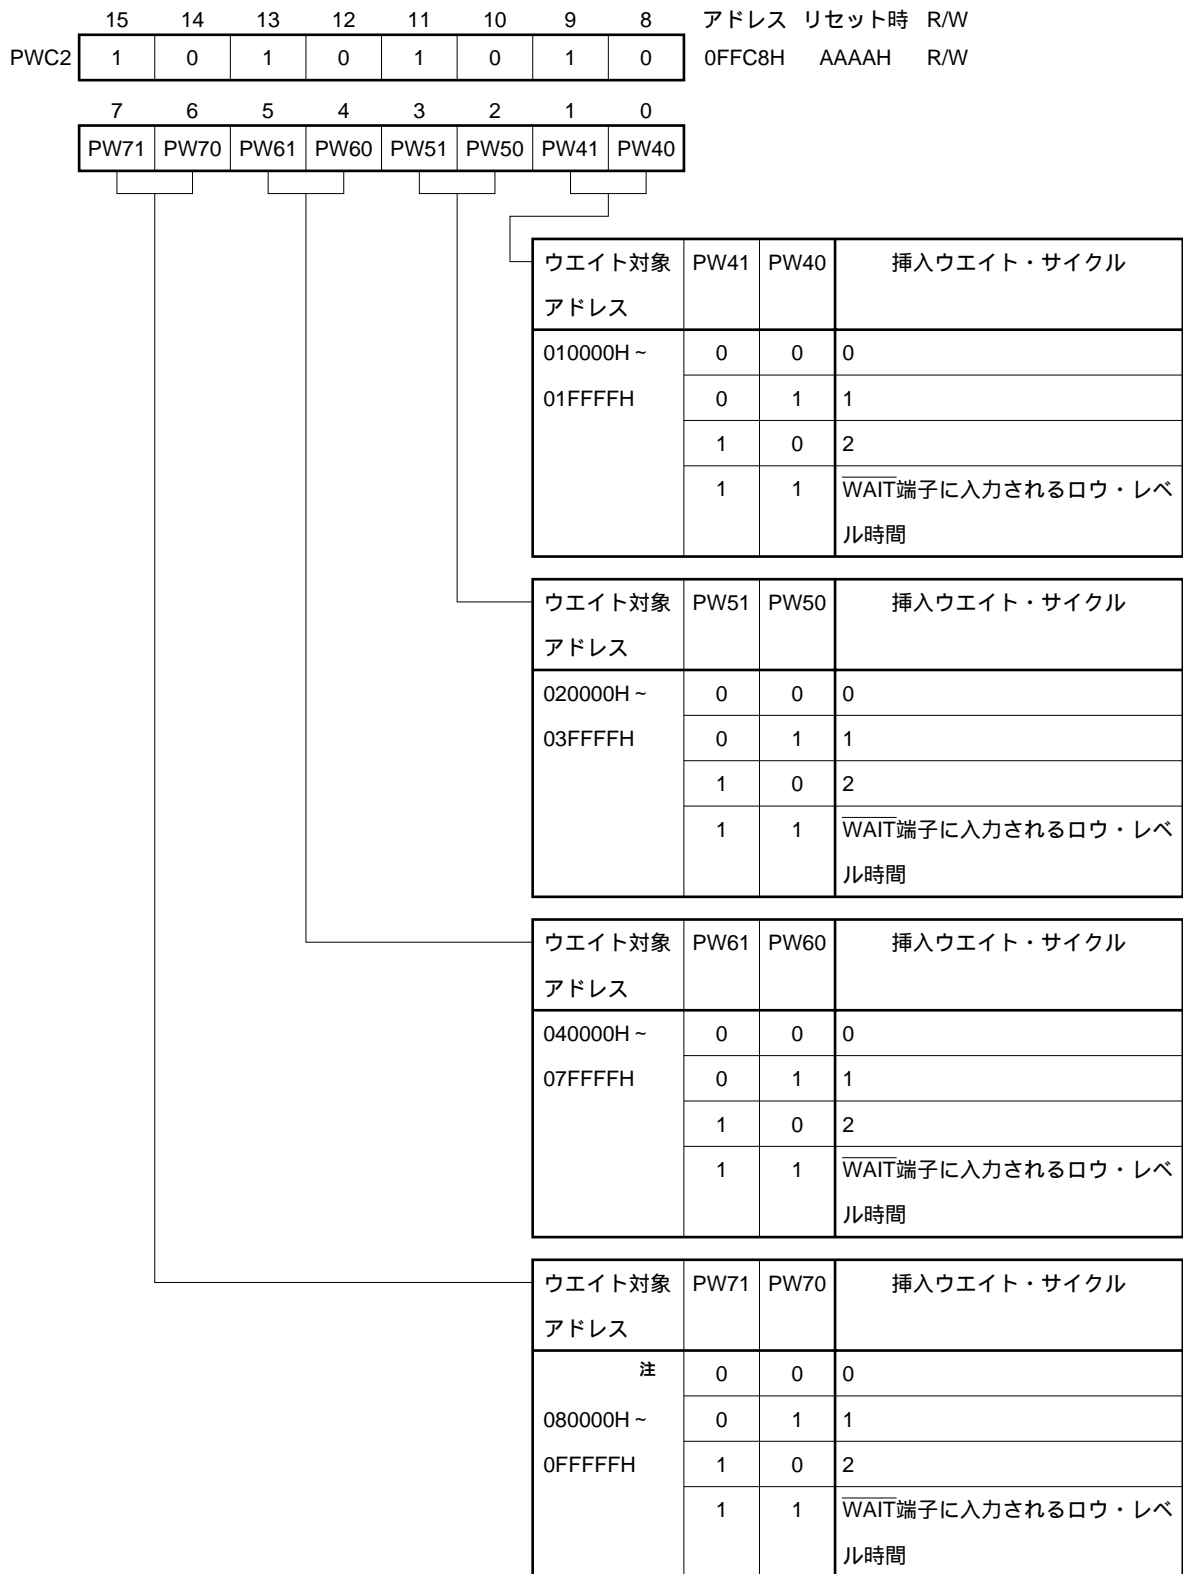 15 14 13 12 11 10 9 8 アドレス リセット時 R/W
PWC2 1 0 1 0 1 0 1 0 0FFC8H AAAAH R/W
7 6 5 4 3 2 1 0
PW71 PW70 PW61 PW60 PW51 PW50 PW41 PW40
ウエイト対象 PW41 PW40 挿入ウエイト・サイクル
アドレス
010000H ~ 0 0 0
01FFFFH 0 1 1
1 0 2
1 1 WAIT端子に入力されるロウ・レベ
ル時間
ウエイト対象 PW51 PW50 挿入ウエイト・サイクル
アドレス
020000H ~ 0 0 0
03FFFFH 0 1 1
1 0 2
1 1 WAIT端子に入力されるロウ・レベ
ル時間
ウエイト対象 PW61 PW60 挿入ウエイト・サイクル
アドレス
040000H ~ 0 0 0
07FFFFH 0 1 1
1 0 2
1 1 WAIT端子に入力されるロウ・レベ
ル時間
ウエイト対象 PW71 PW70 挿入ウエイト・サイクル
アドレス
注 0 0 0
080000H ~ 0 1 1
0FFFFFH 1 0 2
1 1 WAIT端子に入力されるロウ・レベ
ル時間